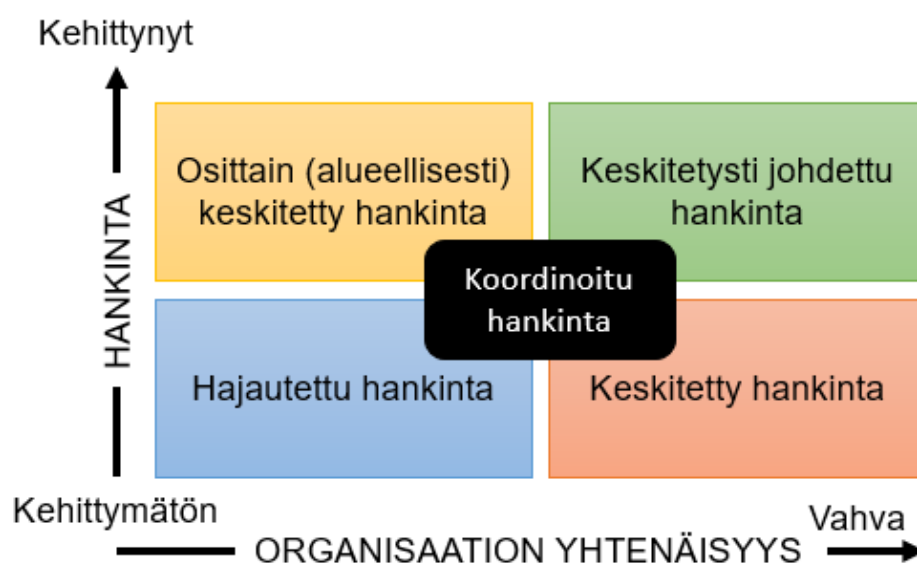 Kehittynyt
Osittain (alueellisesti)
keskitetty hankinta
Keskitetysti johdettu
hankinta
HANKINTA
Koordinoitu
hankinta
Hajautettu hankinta
Keskitetty hankinta
Kehittymätön
Vahva
ORGANISAATION YHTENÄISYYS